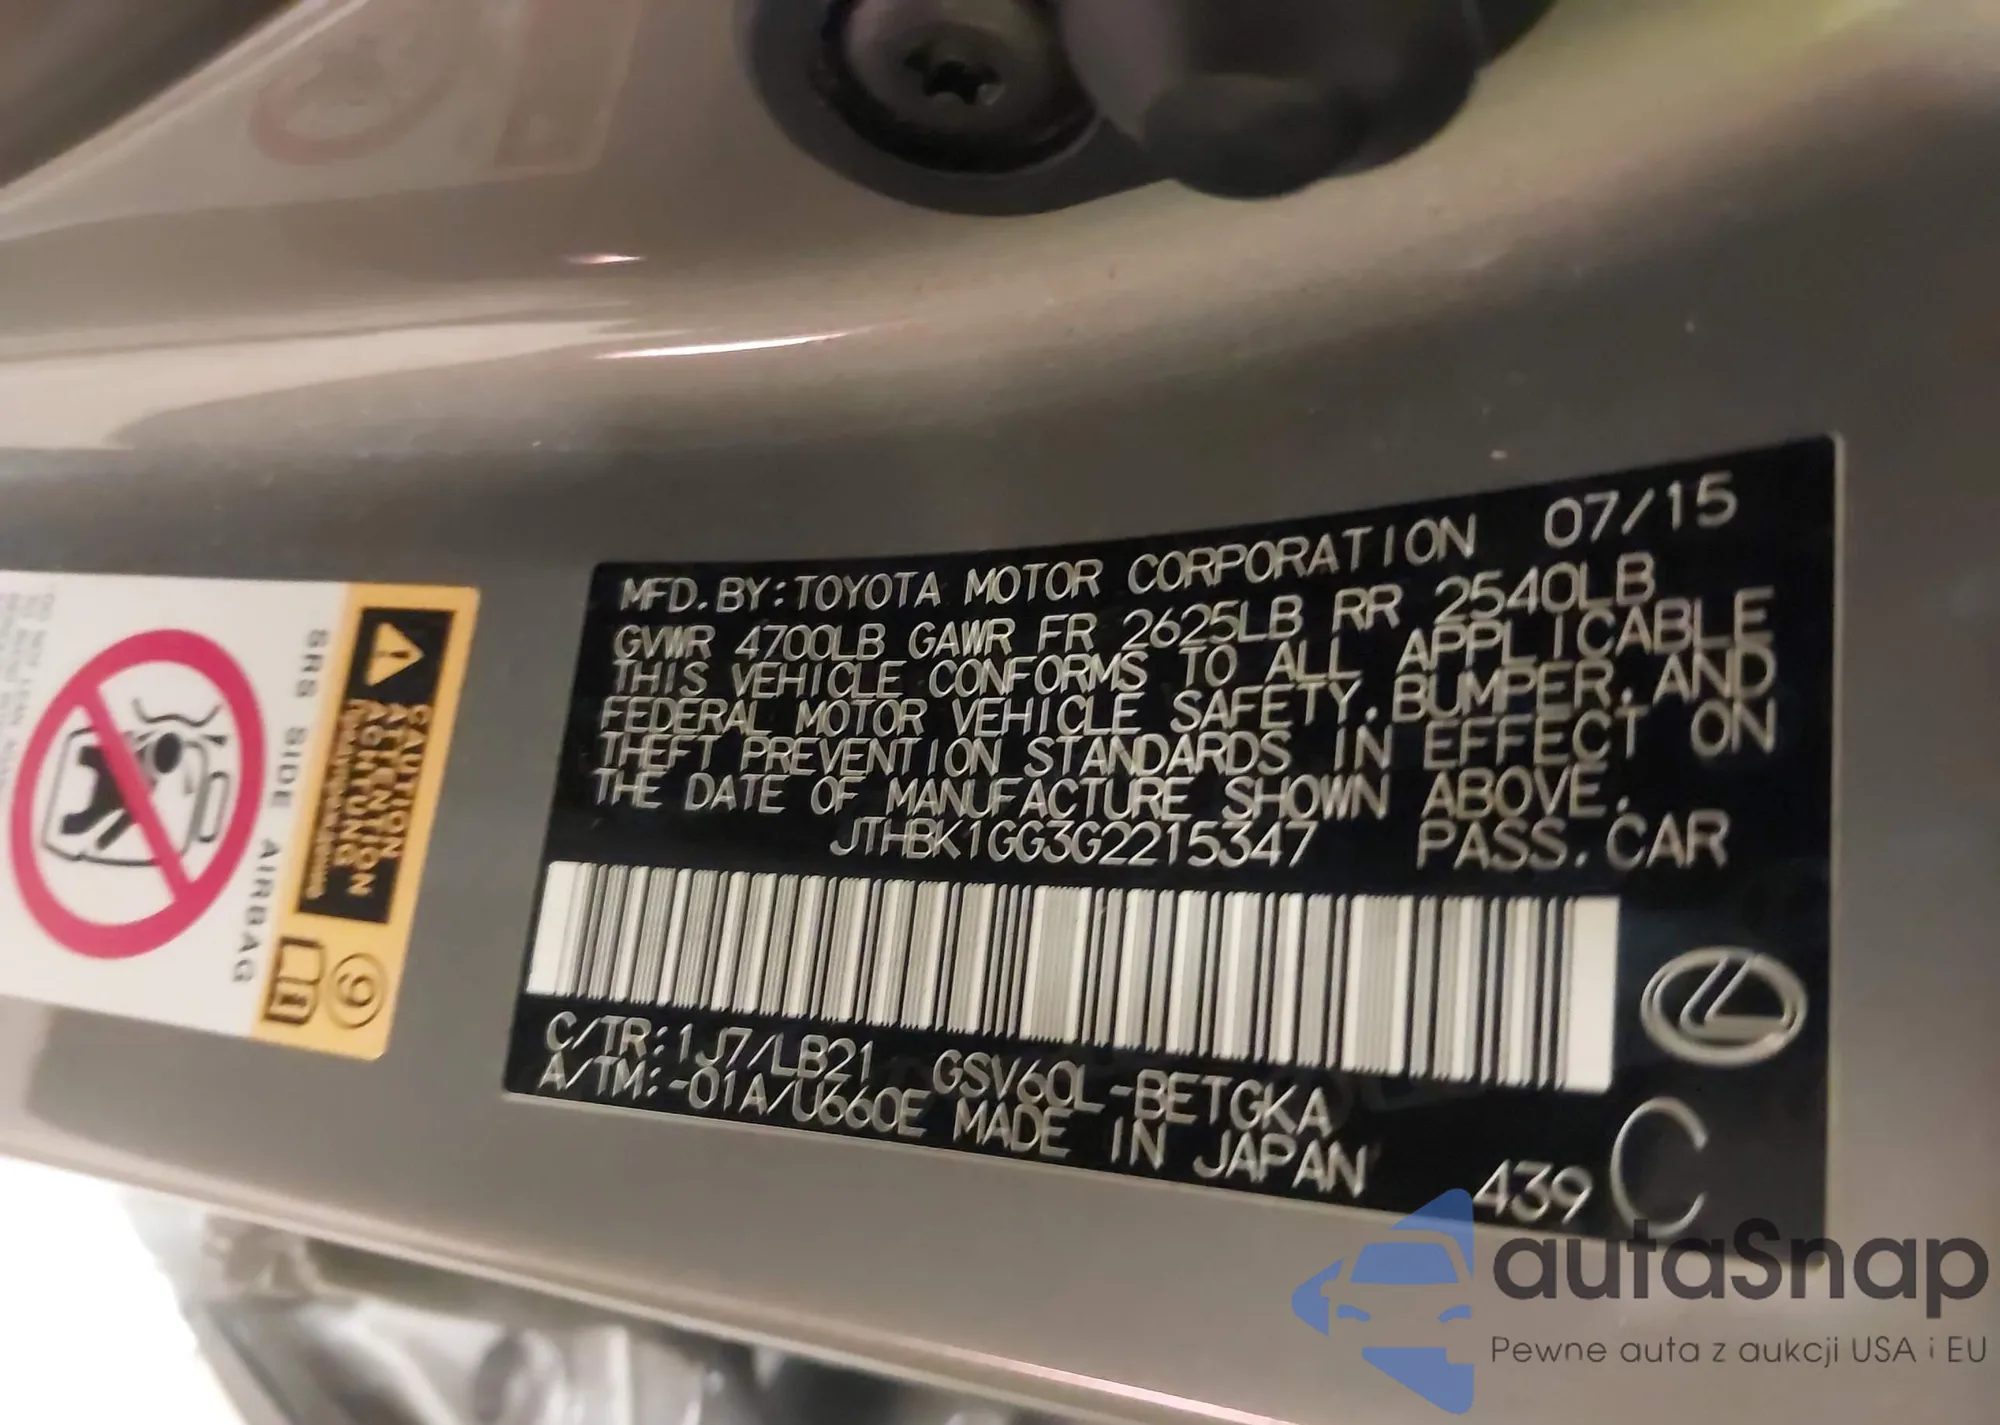 MFD. BY: TOYOTA MOTOR CORPORATION 07/15
GVWR 4700LB GAWR FR 2625LB RR 2540LB
THIS VEHICLE CONFORMS TO ALL APPLICABLE
FEDERAL MOTOR VEHICLE SAFETY, BUMPER, AND
THEFT PREVENTION STANDARDS IN EFFECT ON
THE DATE OF MANUFACTURE SHOWN ABOVE.
JTHBK1GG3G2215347 PASS. CAR
C/TR: 1J7/LB21 GSV60L-BETGKA
A/TM: -01A/U660E MADE IN JAPAN
439 C
CAUTION
ATTENTION
ACHTUNG
SRS SIDE AIRBAG
9
autaSnap
Pewne auta z aukcji USA i EU